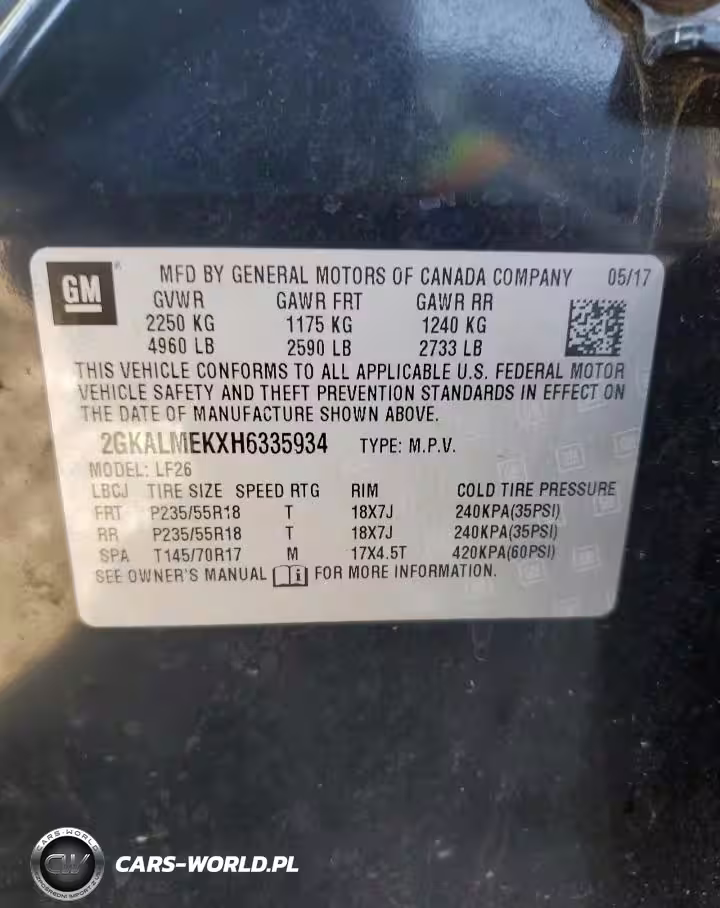 GM MFD BY GENERAL MOTORS OF CANADA COMPANY 05/17
GVWR GAWR FRT GAWR RR
2250 KG 1175 KG 1240 KG
4960 LB 2590 LB 2733 LB
THIS VEHICLE CONFORMS TO ALL APPLICABLE U.S. FEDERAL MOTOR
VEHICLE SAFETY AND THEFT PREVENTION STANDARDS IN EFFECT ON
THE DATE OF MANUFACTURE SHOWN ABOVE.
2GKALMEKXH6335934 TYPE: M.P.V.
MODEL: LF26
LBCJ TIRE SIZE SPEED RTG RIM COLD TIRE PRESSURE
FRT P235/55R18 T 18X7J 240KPA(35PSI)
RR P235/55R18 T 18X7J 240KPA(35PSI)
SPA T145/70R17 M 17X4.5T 420KPA(60PSI)
SEE OWNER'S MANUAL i FOR MORE INFORMATION.
CARS-WORLD
CW
CARS-WORLD.PL